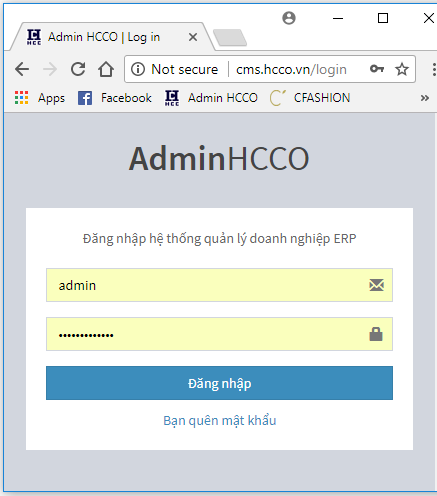 Admin HCCO | Log in
Not secure | cms.hcco.vn/login
Apps Facebook HCC Admin HCCO CFASHION »
AdminHCCO
Đăng nhập hệ thống quản lý doanh nghiệp ERP
admin
•••••••••••••
Đăng nhập
Bạn quên mật khẩu